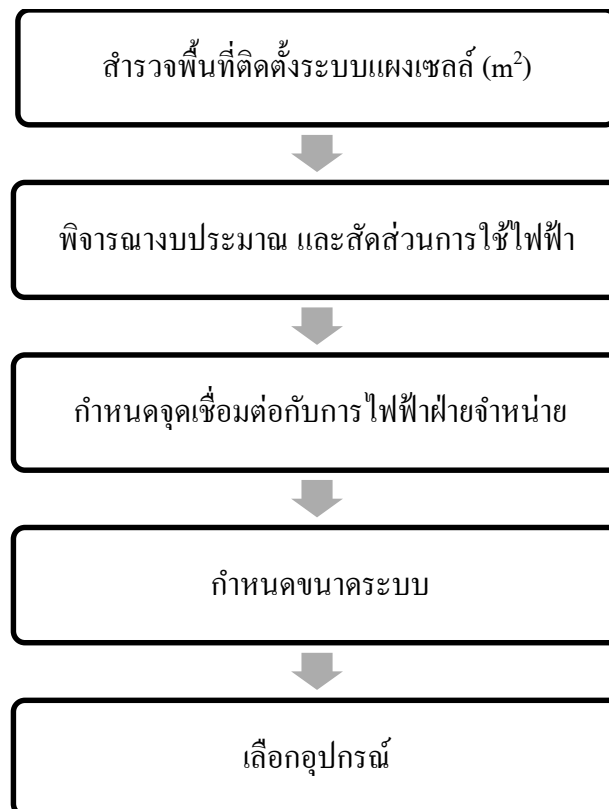 สำรวจพื้นที่ติดตั้งระบบแผงเซลล์ (m²)
พิจารณางบประมาณ และสัดส่วนการใช้ไฟฟ้า
กำหนดจุดเชื่อมต่อกับการไฟฟ้าฝ่ายจำหน่าย
กำหนดขนาดระบบ
เลือกอุปกรณ์